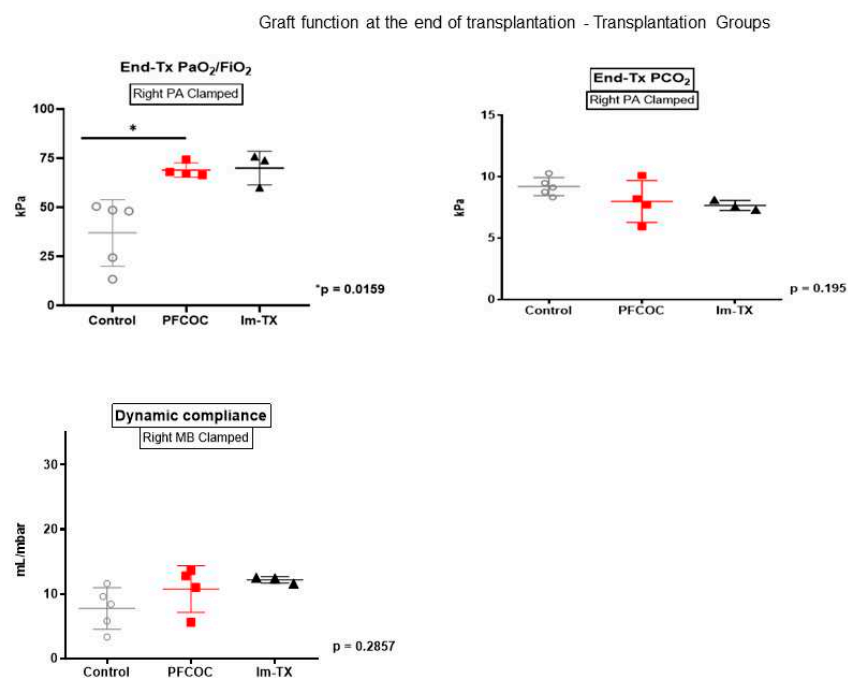 Graft function at the end of transplantation - Transplantation Groups
End-Tx PaO₂/FiO₂
Right PA Clamped
100
75
50
25
0
kPa
*
Control
PFCOC
Im-TX
*p = 0.0159
End-Tx PCO₂
Right PA Clamped
15
10
5
0
kPa
Control
PFCOC
Im-TX
p = 0.195
Dynamic compliance
Right MB Clamped
30
20
10
0
mL/mbar
Control
PFCOC
Im-TX
p = 0.2857